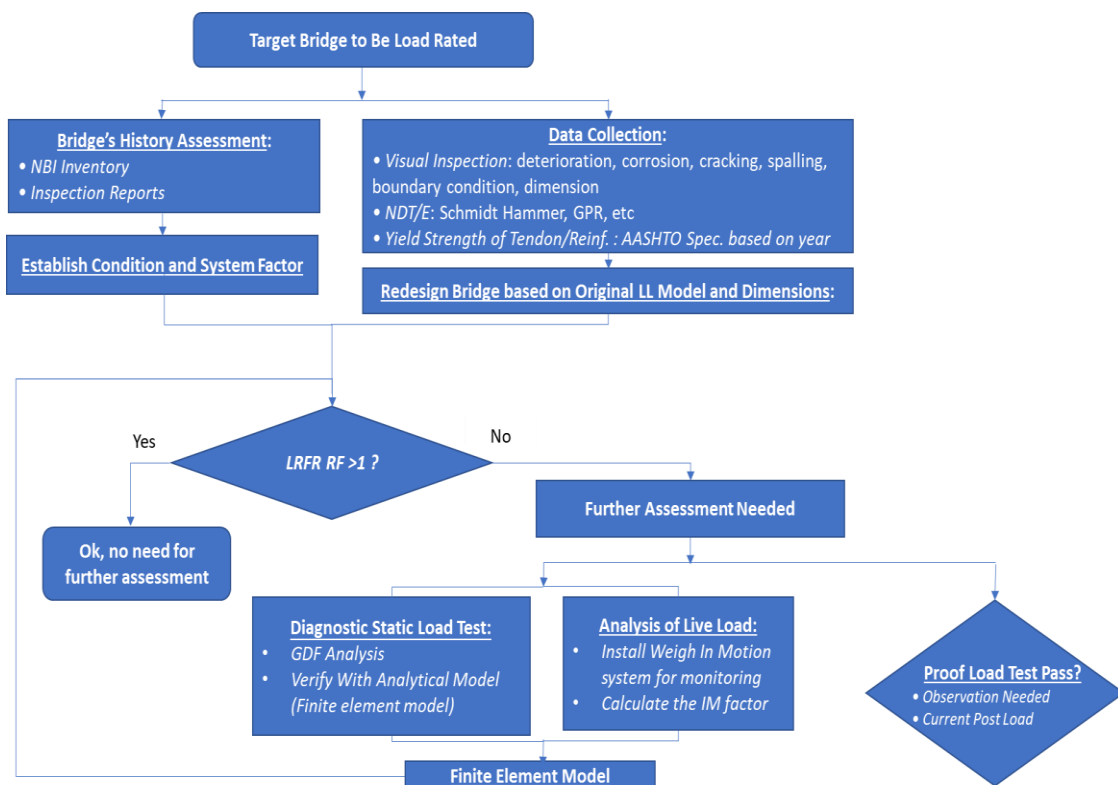 Target Bridge to Be Load Rated
Bridge's History Assessment:
• NBI Inventory
• Inspection Reports
Establish Condition and System Factor
Data Collection:
• Visual Inspection: deterioration, corrosion, cracking, spalling,
boundary condition, dimension
• NDT/E: Schmidt Hammer, GPR, etc
• Yield Strength of Tendon/Reinf. : AASHTO Spec. based on year
Redesign Bridge based on Original LL Model and Dimensions:
LRFR RF >1 ?
Yes
No
Ok, no need for
further assessment
Further Assessment Needed
Diagnostic Static Load Test:
• GDF Analysis
• Verify With Analytical Model
(Finite element model)
Analysis of Live Load:
• Install Weigh In Motion
system for monitoring
• Calculate the IM factor
Proof Load Test Pass?
• Observation Needed
• Current Post Load
Finite Element Model